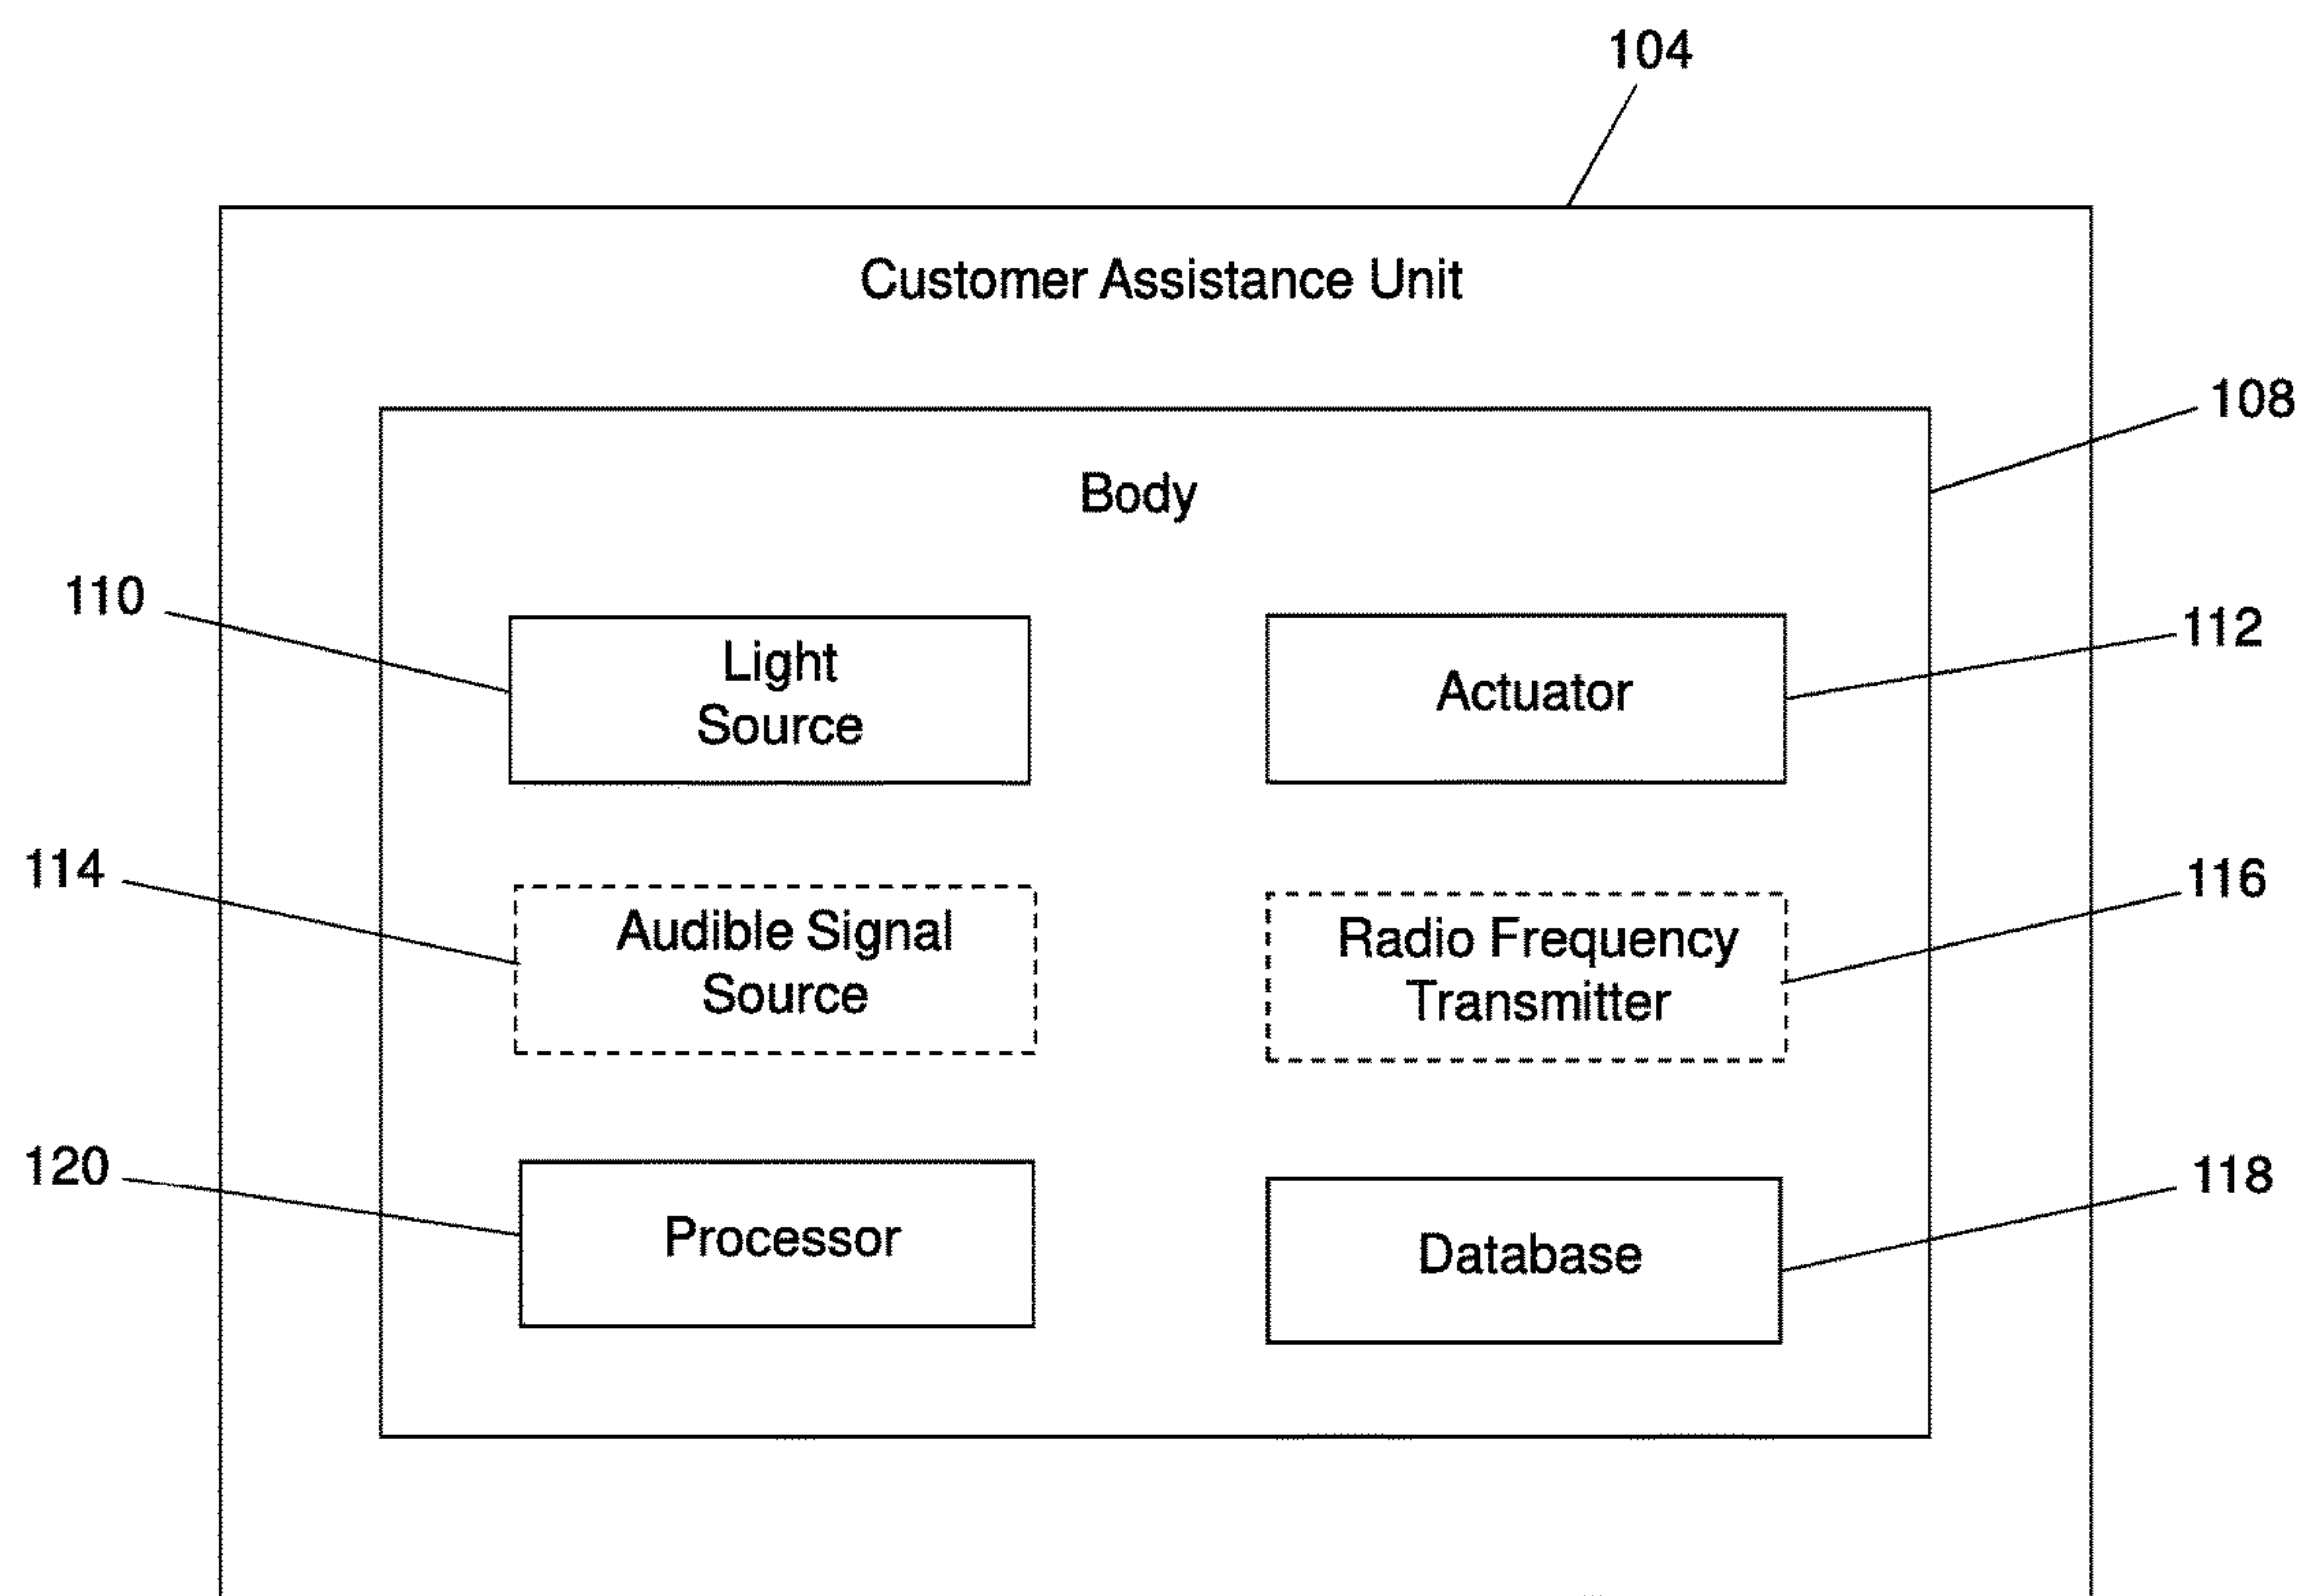 104
Customer Assistance Unit
108
Body
110
Light
Source
Actuator
112
114
Audible Signal
Source
Radio Frequency
Transmitter
116
120
Processor
Database
118